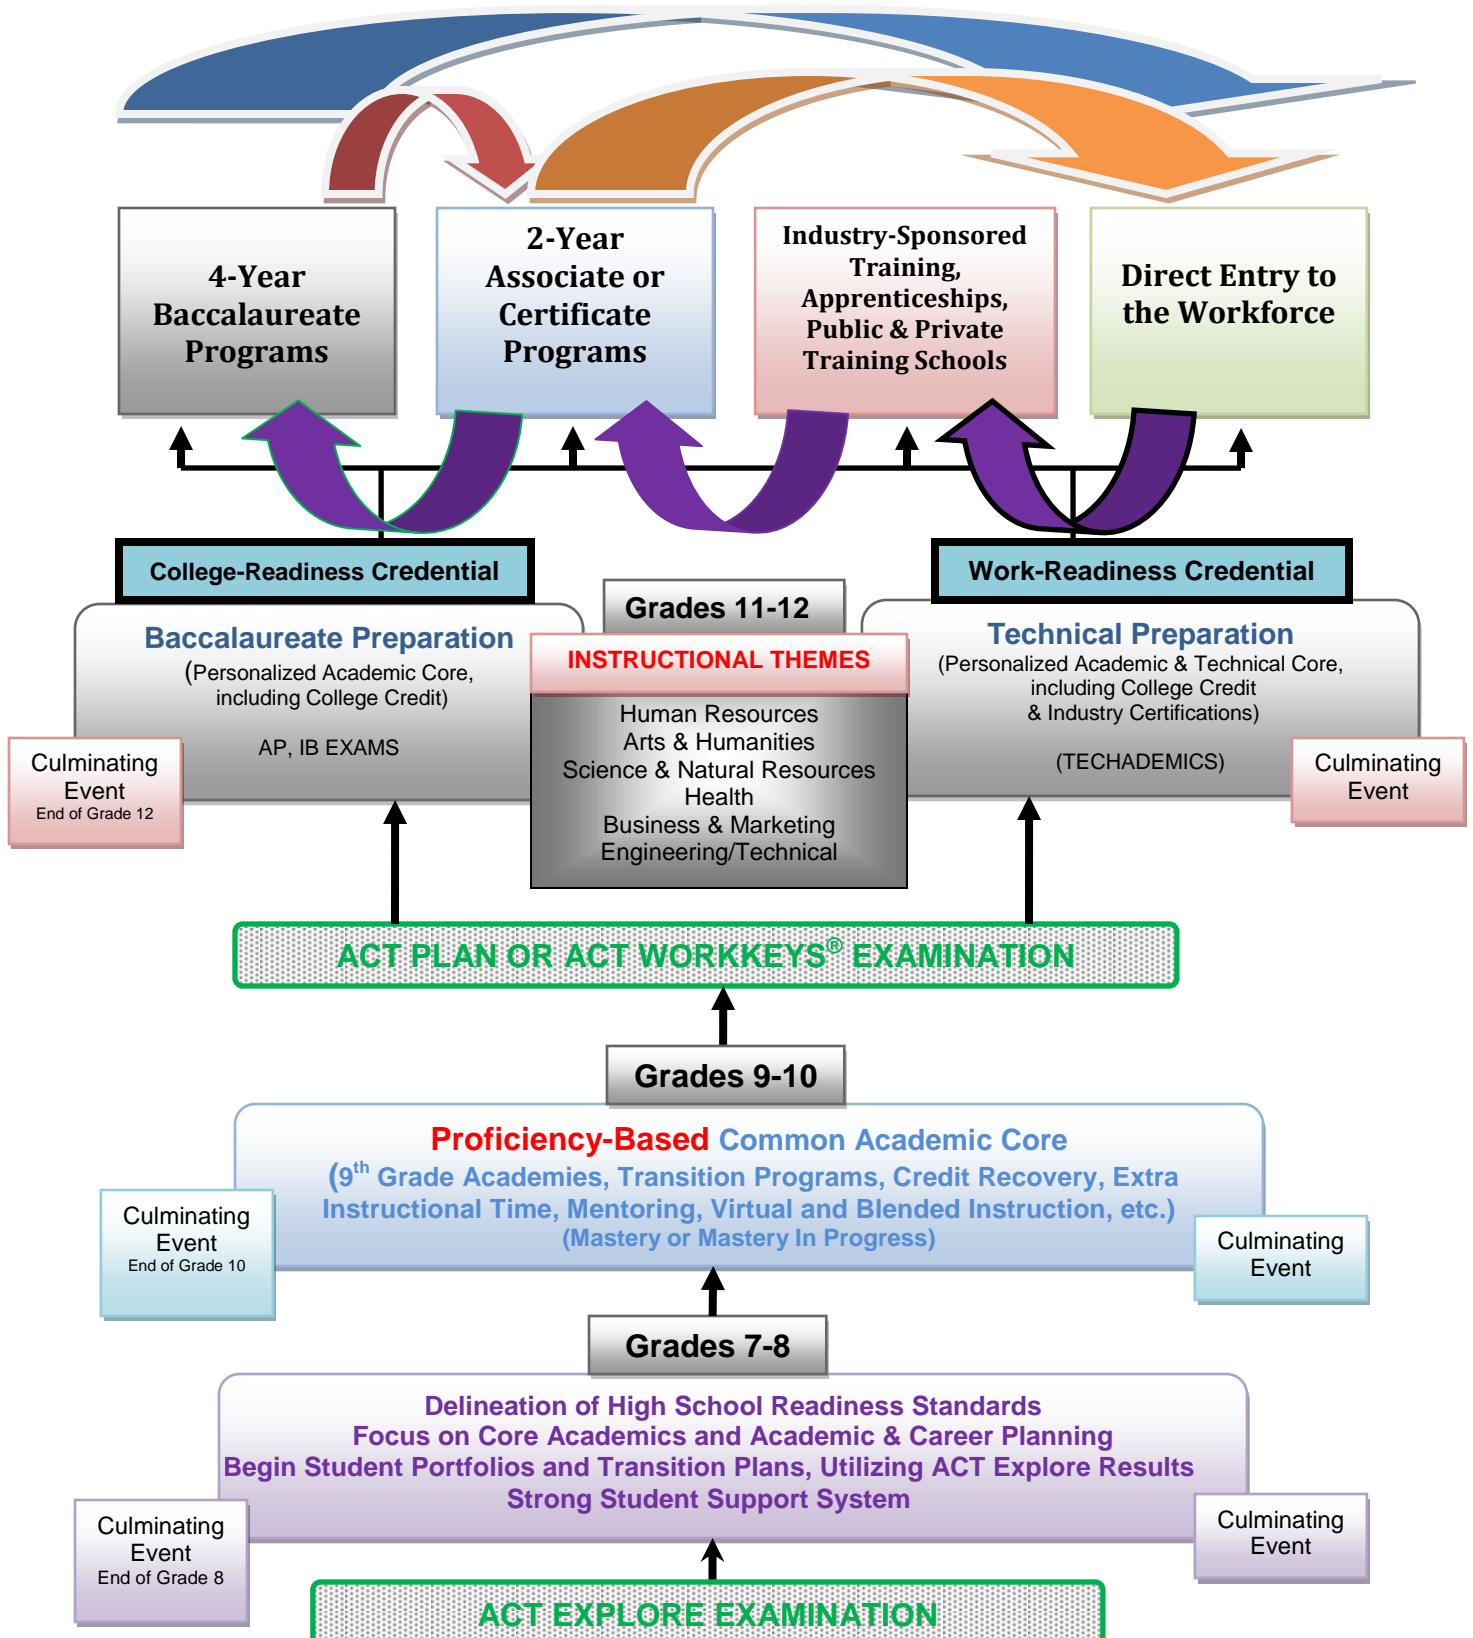 4-Year
Baccalaureate
Programs
2-Year
Associate or
Certificate
Programs
Industry-Sponsored
Training,
Apprenticeships,
Public & Private
Training Schools
Direct Entry to
the Workforce
College-Readiness Credential
Work-Readiness Credential
Baccalaureate Preparation
(Personalized Academic Core,
including College Credit)
AP, IB EXAMS
Culminating
Event
End of Grade 12
Grades 11-12
INSTRUCTIONAL THEMES
Human Resources
Arts & Humanities
Science & Natural Resources
Health
Business & Marketing
Engineering/Technical
Technical Preparation
(Personalized Academic & Technical Core,
including College Credit
& Industry Certifications)
(TECHADEMICS)
Culminating
Event
ACT PLAN OR ACT WORKKEYS® EXAMINATION
Grades 9-10
Proficiency-Based Common Academic Core
(9th Grade Academies, Transition Programs, Credit Recovery, Extra
Instructional Time, Mentoring, Virtual and Blended Instruction, etc.)
(Mastery or Mastery In Progress)
Culminating
Event
End of Grade 10
Culminating
Event
Grades 7-8
Delineation of High School Readiness Standards
Focus on Core Academics and Academic & Career Planning
Begin Student Portfolios and Transition Plans, Utilizing ACT Explore Results
Strong Student Support System
Culminating
Event
End of Grade 8
Culminating
Event
ACT EXPLORE EXAMINATION